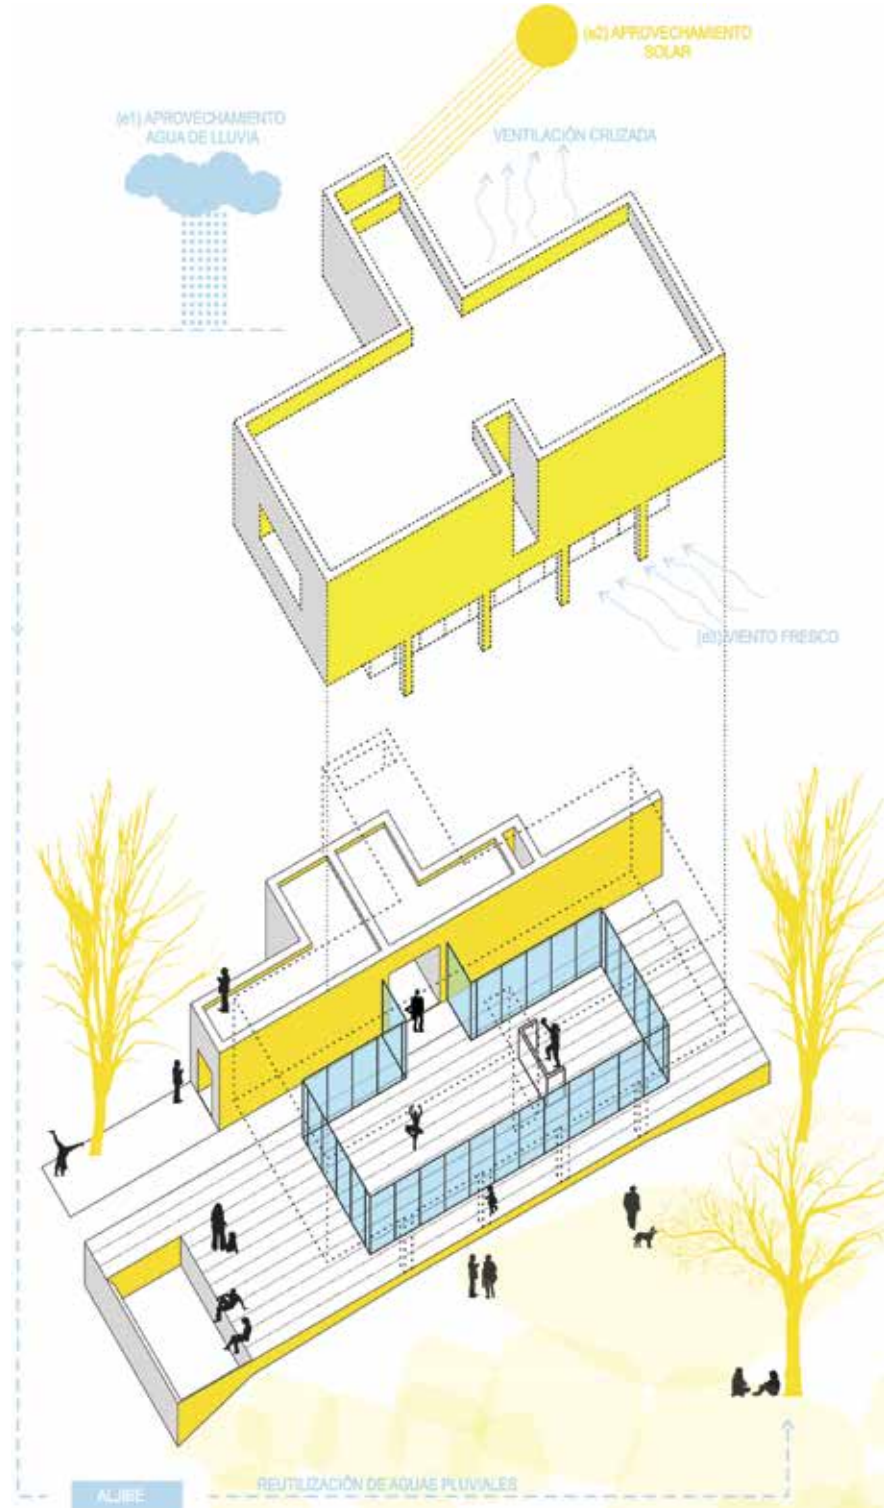 (e2) APROVECHAMIENTO
SOLAR
(e1) APROVECHAMIENTO
AGUA DE LLUVIA
VENTILACIÓN CRUZADA
(e3) VIENTO FRESCO
REUTILIZACIÓN DE AGUAS PLUVIALES
ALJIBE